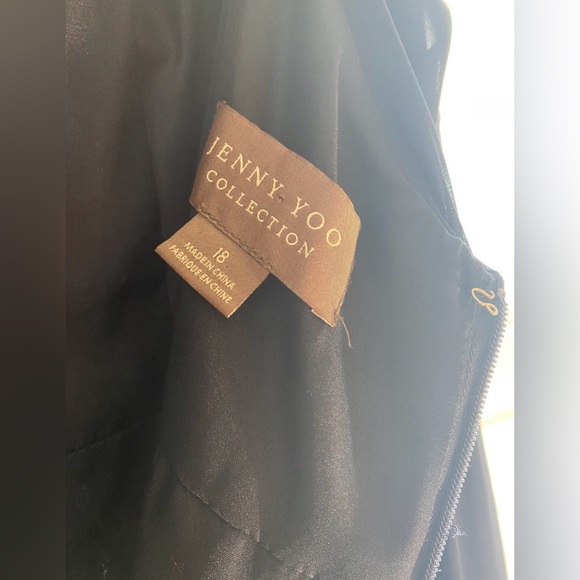 JENNY YOO
COLLECTION
18
MADE IN CHINA
FABRIQUE EN CHINE